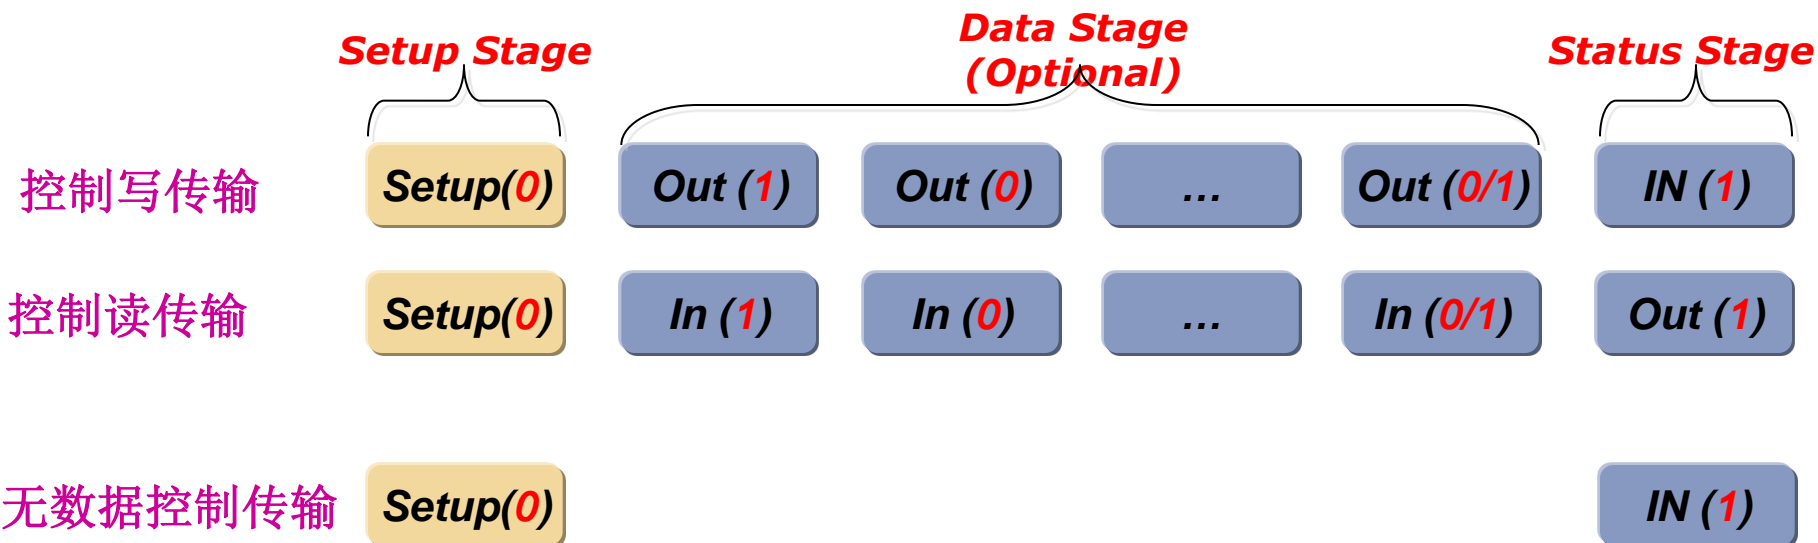 Setup Stage
Data Stage
(Optional)
Status Stage
控制写传输
Setup(0)
Out (1)
Out (0)
...
Out (0/1)
IN (1)
控制读传输
Setup(0)
In (1)
In (0)
...
In (0/1)
Out (1)
无数据控制传输
Setup(0)
IN (1)